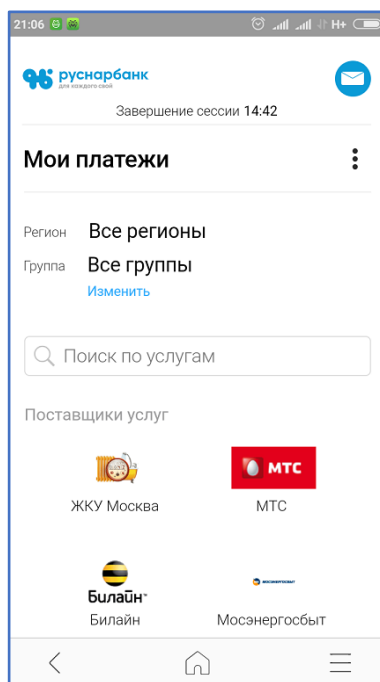 21:06 H+
руснарбанк
для каждого свой
Завершение сессии 14:42
Мои платежи
Регион Все регионы
Группа Все группы
Изменить
Поиск по услугам
Поставщики услуг
МТС
ЖКУ Москва МТС
Билайн
МОСЭНЕРГОСБЫТ
Билайн Мосэнергосбыт